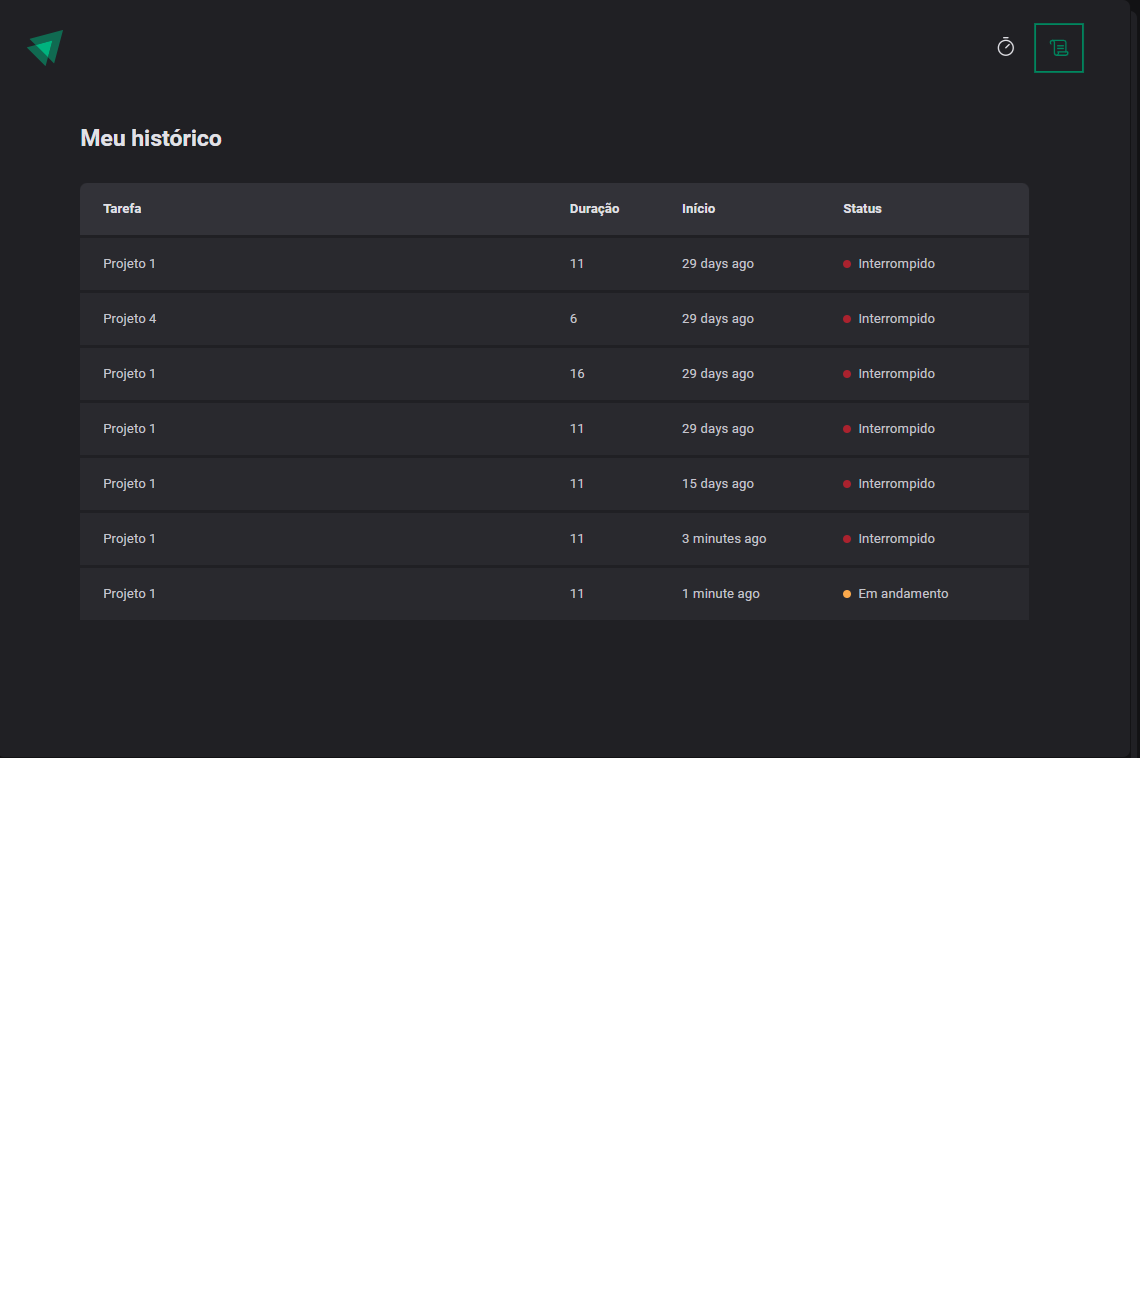 Meu histórico
Tarefa Duração Início Status
Projeto 1 11 29 days ago Interrompido
Projeto 4 6 29 days ago Interrompido
Projeto 1 16 29 days ago Interrompido
Projeto 1 11 29 days ago Interrompido
Projeto 1 11 15 days ago Interrompido
Projeto 1 11 3 minutes ago Interrompido
Projeto 1 11 1 minute ago Em andamento